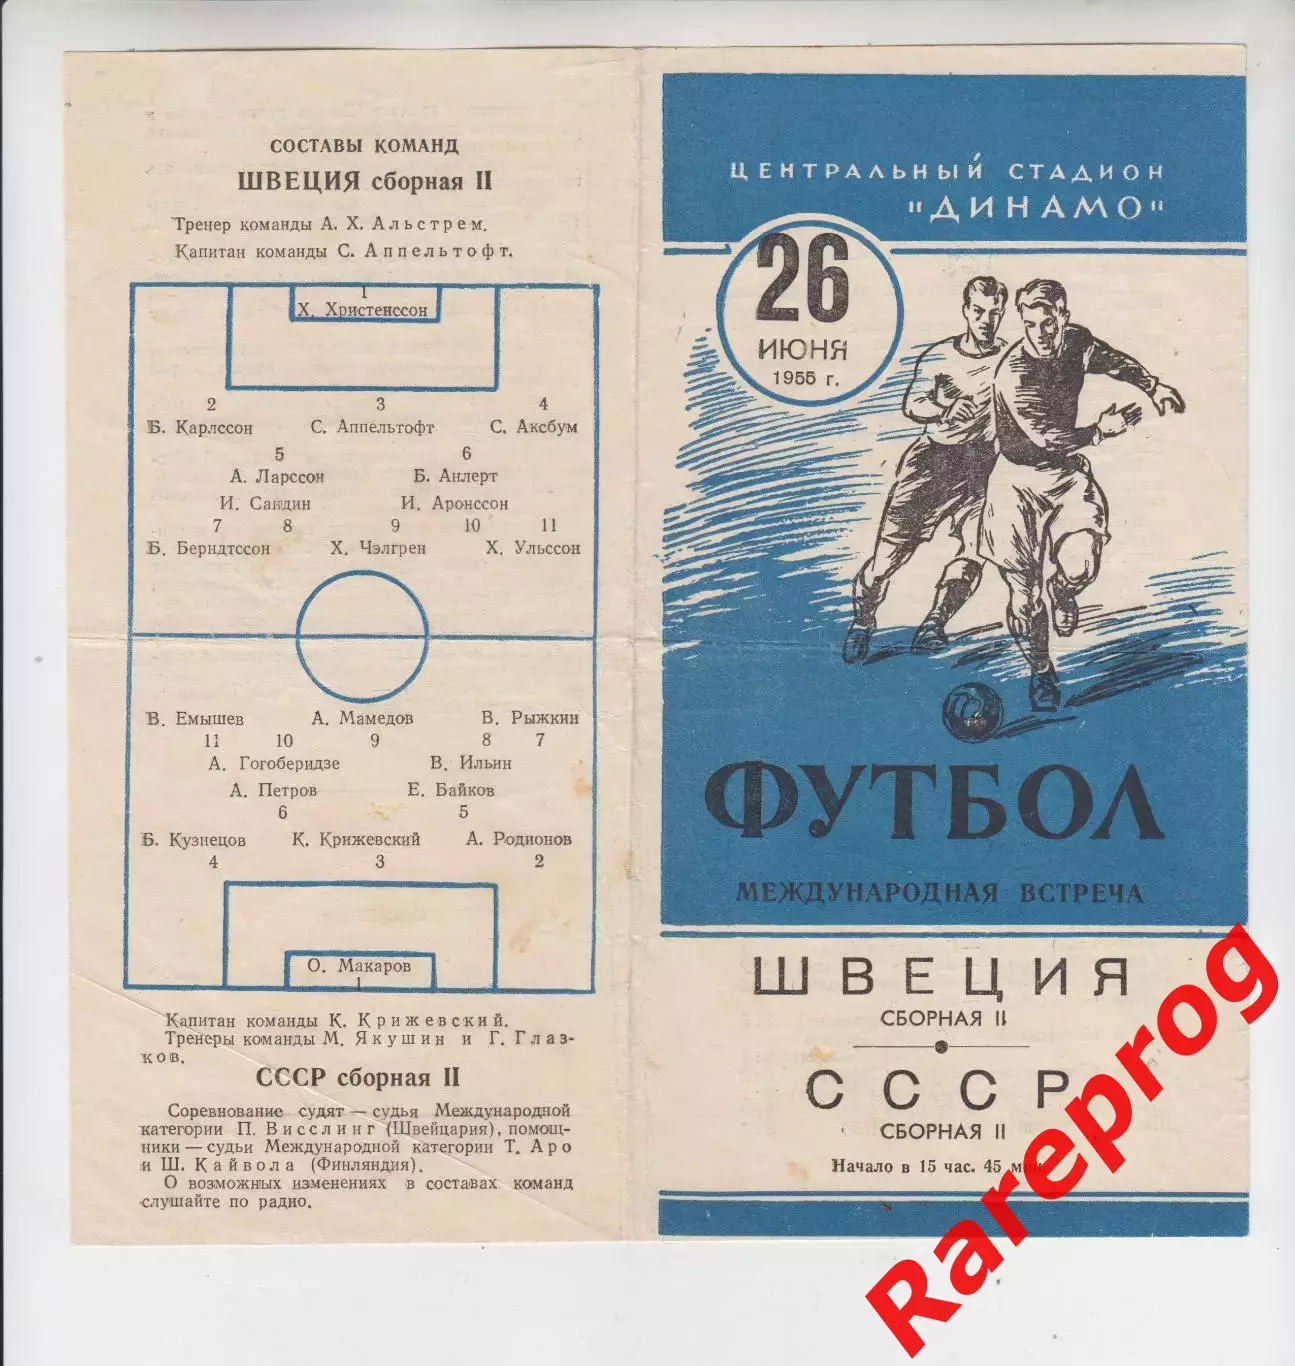 СОСТАВЫ КОМАНД
ШВЕЦИЯ сборная II
Тренер команды А. Х. Альстрем.
Капитан команды С. Аппельтофт.
1
Х. Христенссон
2 3 4
Б. Карлссон С. Аппельтофт С. Аксбум
5 6
А. Ларссон Б. Анлерт
И. Сандин И. Аронссон
7 8 9 10 11
Б. Берндтссон Х. Чэлгрен Х. Ульссон
В. Емышев А. Мамедов В. Рыжкин
11 10 9 8 7
А. Гогоберидзе В. Ильин
А. Петров Е. Байков
6 5
Б. Кузнецов К. Крижевский А. Родионов
4 3 2
О. Макаров
1
Капитан команды К. Крижевский.
Тренеры команды М. Якушин и Г. Глаз-
ков.
СССР сборная II
Соревнование судят — судья Международной
категории П. Висслинг (Швейцария), помощ-
ники — судьи Международной категории Т. Аро
и Ш. Кайвола (Финляндия).
О возможных изменениях в составах команд
слушайте по радио.
ЦЕНТРАЛЬНЫЙ СТАДИОН
"ДИНАМО"
26
ИЮНЯ
1955 г.
ФУТБОЛ
МЕЖДУНАРОДНАЯ ВСТРЕЧА
ШВЕЦИЯ
СБОРНАЯ II
СССР
СБОРНАЯ II
Начало в 15 час. 45 мин.
Rareprog